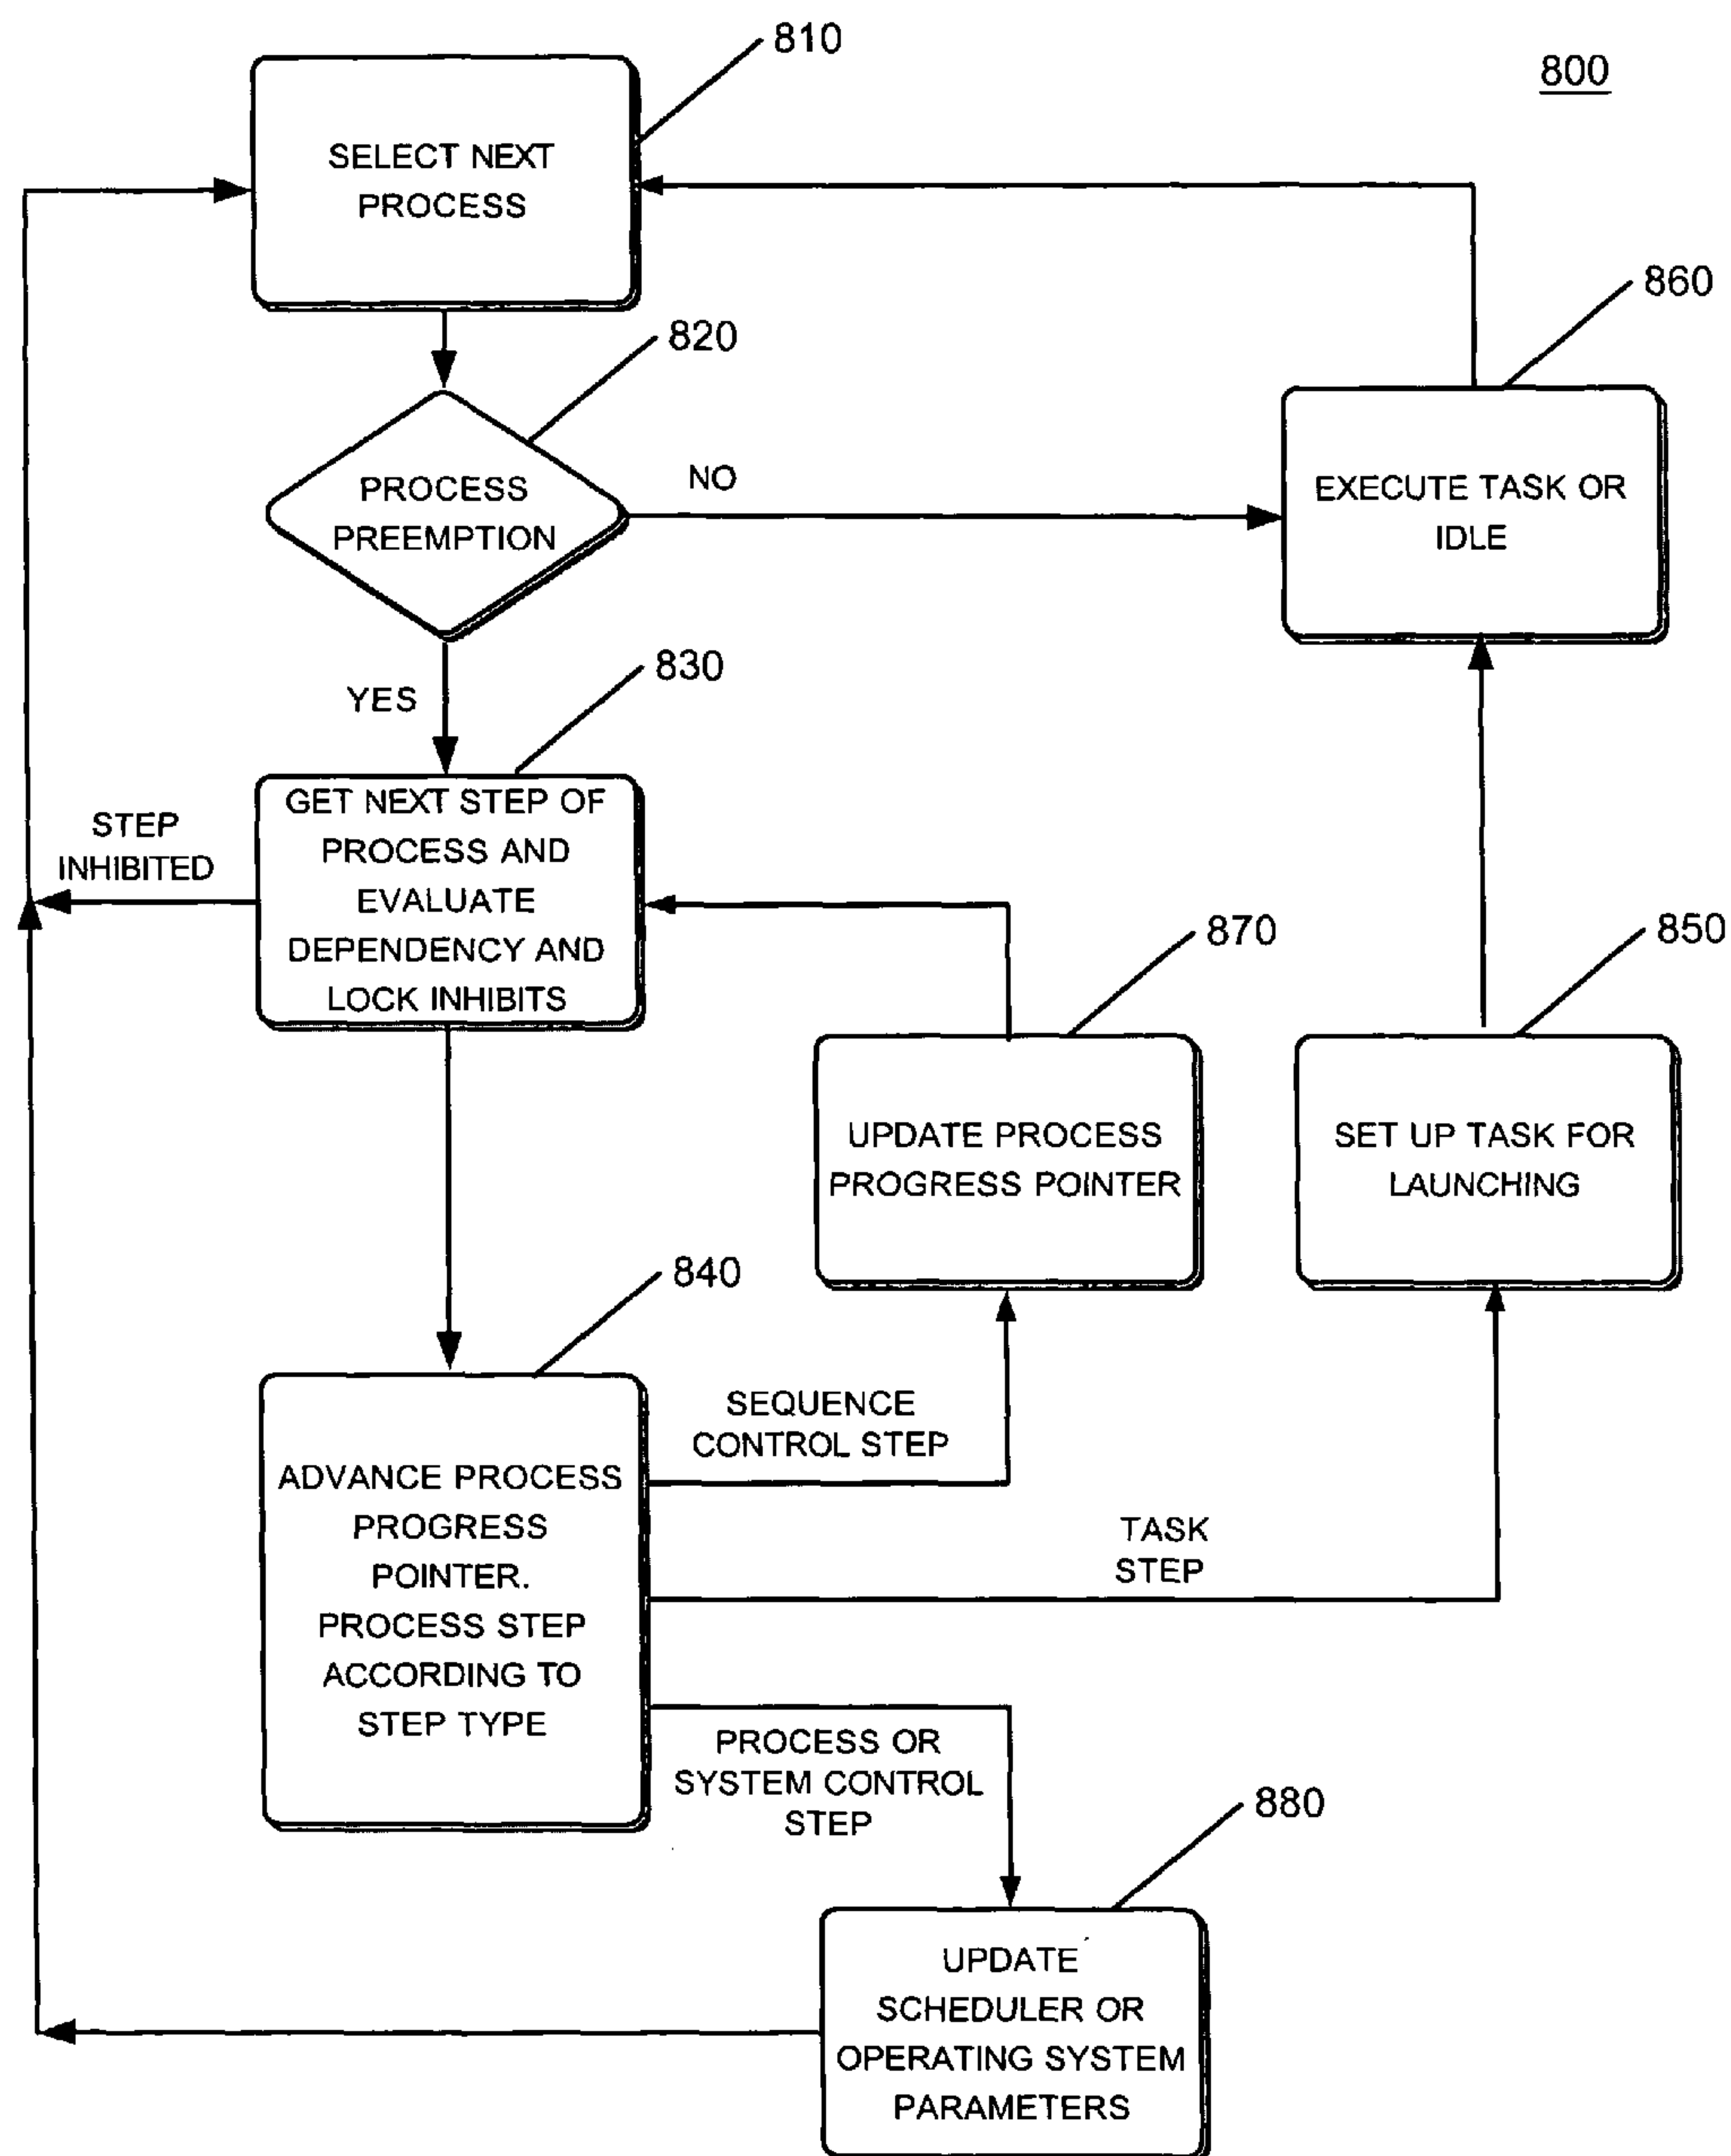 810
800
SELECT NEXT
PROCESS
860
820
PROCESS
PREEMPTION
NO
EXECUTE TASK OR
IDLE
YES
830
GET NEXT STEP OF
PROCESS AND
EVALUATE
DEPENDENCY AND
LOCK INHIBITS
STEP
INHIBITED
870
850
UPDATE PROCESS
PROGRESS POINTER
SET UP TASK FOR
LAUNCHING
840
SEQUENCE
CONTROL STEP
ADVANCE PROCESS
PROGRESS
POINTER.
PROCESS STEP
ACCORDING TO
STEP TYPE
TASK
STEP
PROCESS OR
SYSTEM CONTROL
STEP
880
UPDATE
SCHEDULER OR
OPERATING SYSTEM
PARAMETERS